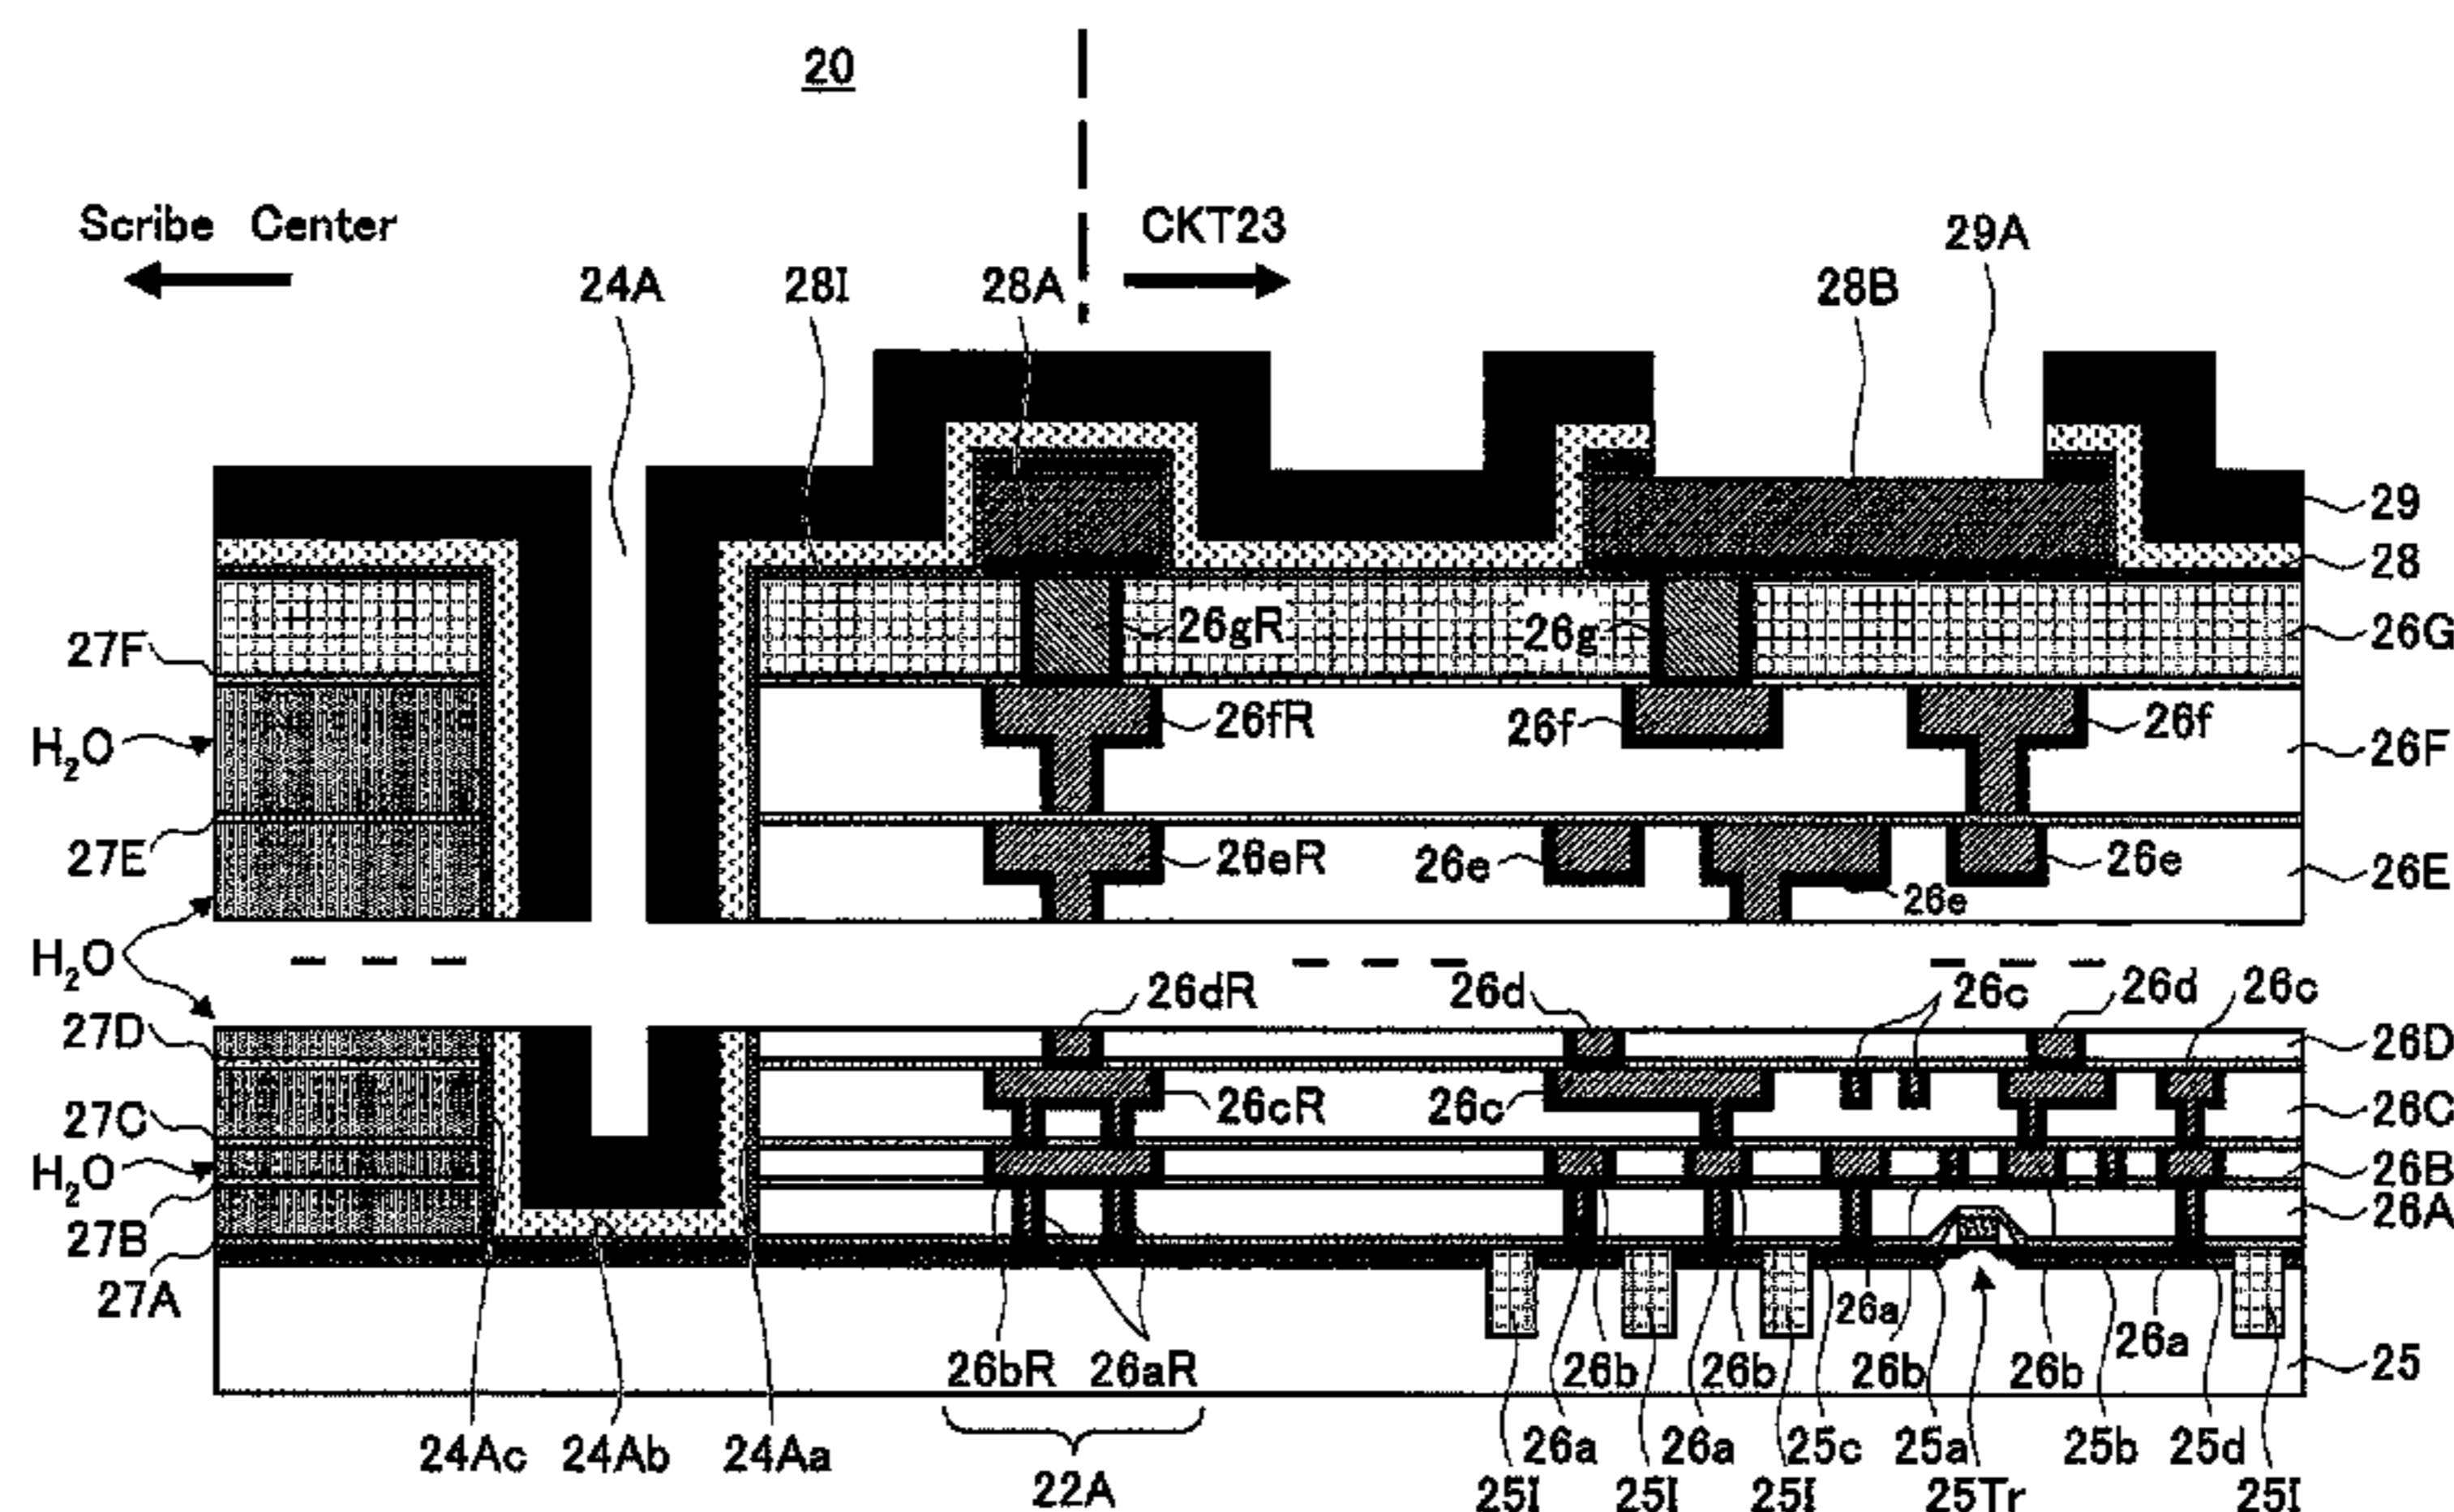 20
Scribe Center
CKT23
24A
28I
28A
28B
29A
29
28
27F
26gR
26g
26G
H₂O
26fR
26f
26f
26F
27E
26eR
26e
26e
26e
26E
H₂O
27D
26dR
26d
26c
26d
26c
26D
27C
26cR
26c
26C
H₂O
26B
27B
26A
27A
26a
26a
25
26bR
26aR
26b
26b
26b
26b
24Ac
24Ab
24Aa
26a
26a
25c
25a
25b
25d
22A
25I
25I
25I
25Tr
25I